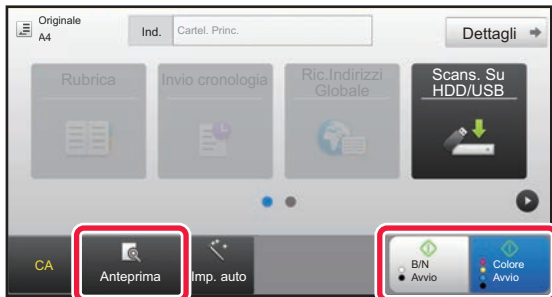 Originale
A4
Ind.
Cartel. Princ.
Dettagli
Rubrica
Invio cronologia
Ric.Indirizzi
Globale
Scans. Su
HDD/USB
CA
Anteprima
Imp. auto
B/N
Avvio
Colore
Avvio